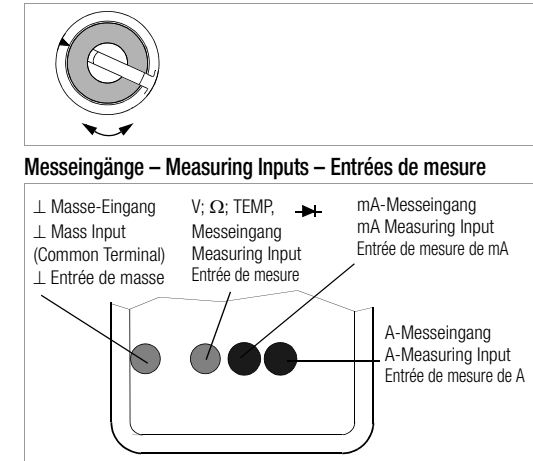 Messeingänge – Measuring Inputs – Entrées de mesure
⊥ Masse-Eingang
⊥ Mass Input
(Common Terminal)
⊥ Entrée de masse
V; Ω; TEMP,
Messeingang
Measuring Input
Entrée de mesure
mA-Messeingang
mA Measuring Input
Entrée de mesure de mA
A-Messeingang
A-Measuring Input
Entrée de mesure de A